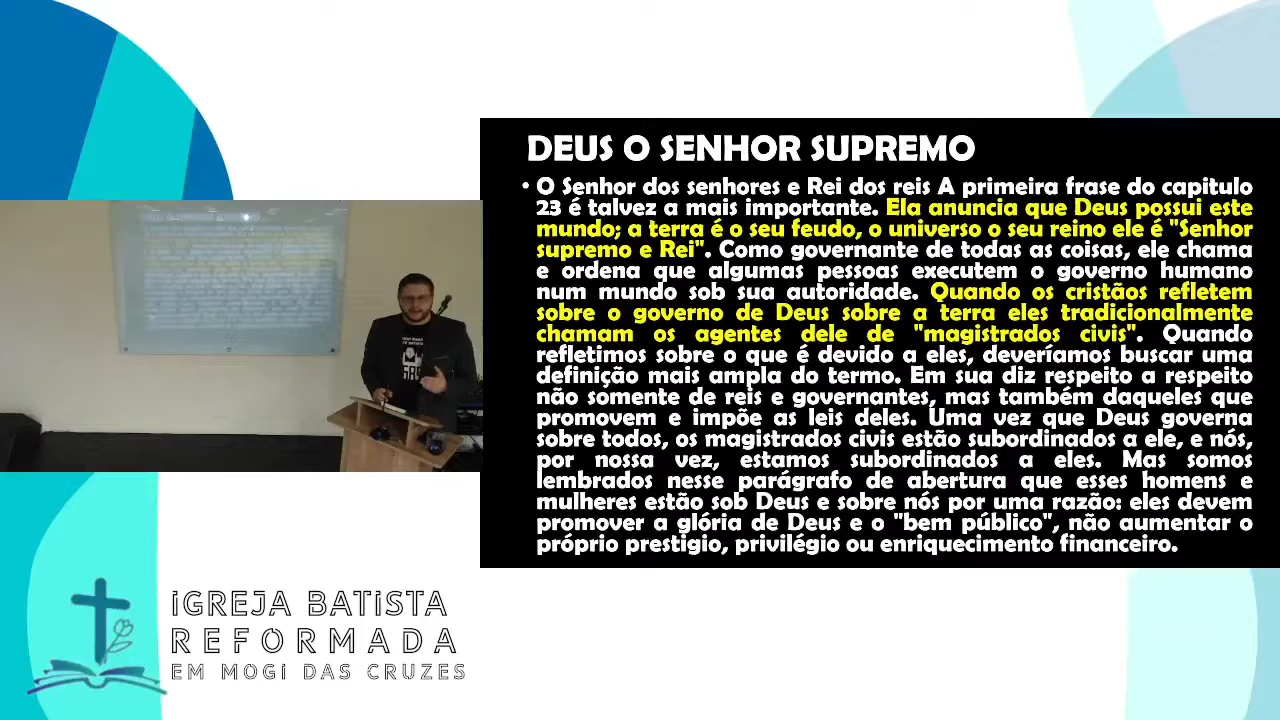 DEUS O SENHOR SUPREMO
• O Senhor dos senhores e Rei dos reis A primeira frase do capitulo
23 é talvez a mais importante. Ela anuncia que Deus possui este
mundo; a terra é o seu feudo, o universo o seu reino ele é "Senhor
supremo e Rei". Como governante de todas as coisas, ele chama
e ordena que algumas pessoas executem o governo humano
num mundo sob sua autoridade. Quando os cristãos refletem
sobre o governo de Deus sobre a terra eles tradicionalmente
chamam os agentes dele de "magistrados civis". Quando
refletimos sobre o que é devido a eles, deveríamos buscar uma
definição mais ampla do termo. Em sua diz respeito a respeito
não somente de reis e governantes, mas também daqueles que
promovem e impõe as leis deles. Uma vez que Deus governa
sobre todos, os magistrados civis estão subordinados a ele, e nós,
por nossa vez, estamos subordinados a eles. Mas somos
lembrados nesse parágrafo de abertura que esses homens e
mulheres estão sob Deus e sobre nós por uma razão: eles devem
promover a glória de Deus e o "bem público", não aumentar o
próprio prestigio, privilégio ou enriquecimento financeiro.
iGREJA BATiSTA
REFORMADA
EM MOGi DAS CRUZES